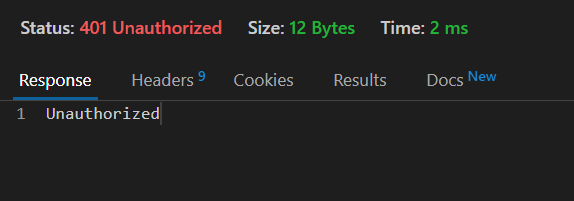 Status: 401 Unauthorized Size: 12 Bytes Time: 2 ms
Response Headers 9 Cookies Results Docs New
1 Unauthorized